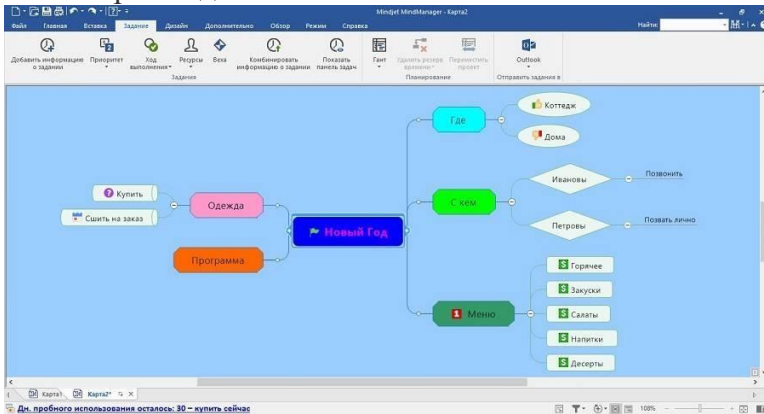 Mindjet MindManager - Карта2
Файл Главная Вставка Задание Дизайн Дополнительно Обзор Режим Справка
Найти:
Добавить информацию о задании
Приоритет
Ход выполнения
Ресурсы
Веха
Комбинировать информацию о задании
Показать панель задач
Гант
Удалить резерв времени
Переместить проект
Outlook
Задание
Планирование
Отправить задания в
Где
Коттедж
Дома
С кем
Ивановы
Позвонить
Петровы
Позвать лично
Купить
Сшить на заказ
Одежда
Новый Год
Программа
1 Меню
Горячее
Закуски
Салаты
Напитки
Десерты
Карта1 Карта2*
Дн. пробного использования осталось: 30 – купить сейчас
108%